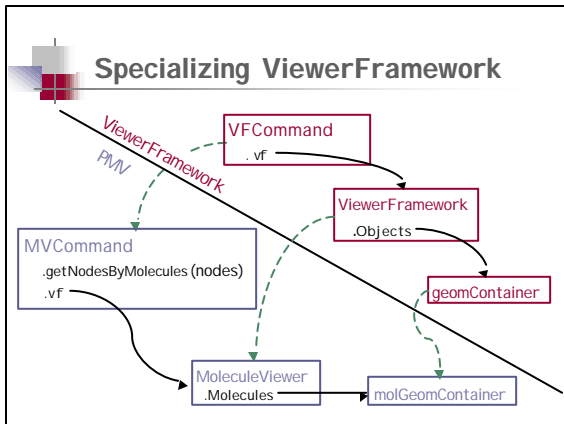 Specializing ViewerFramework
ViewerFramework
PMV
VFCommand
.vf
ViewerFramework
.Objects
geomContainer
MVCommand
.getNodesByMolecules(nodes)
.vf
MoleculeViewer
.Molecules
molGeomContainer